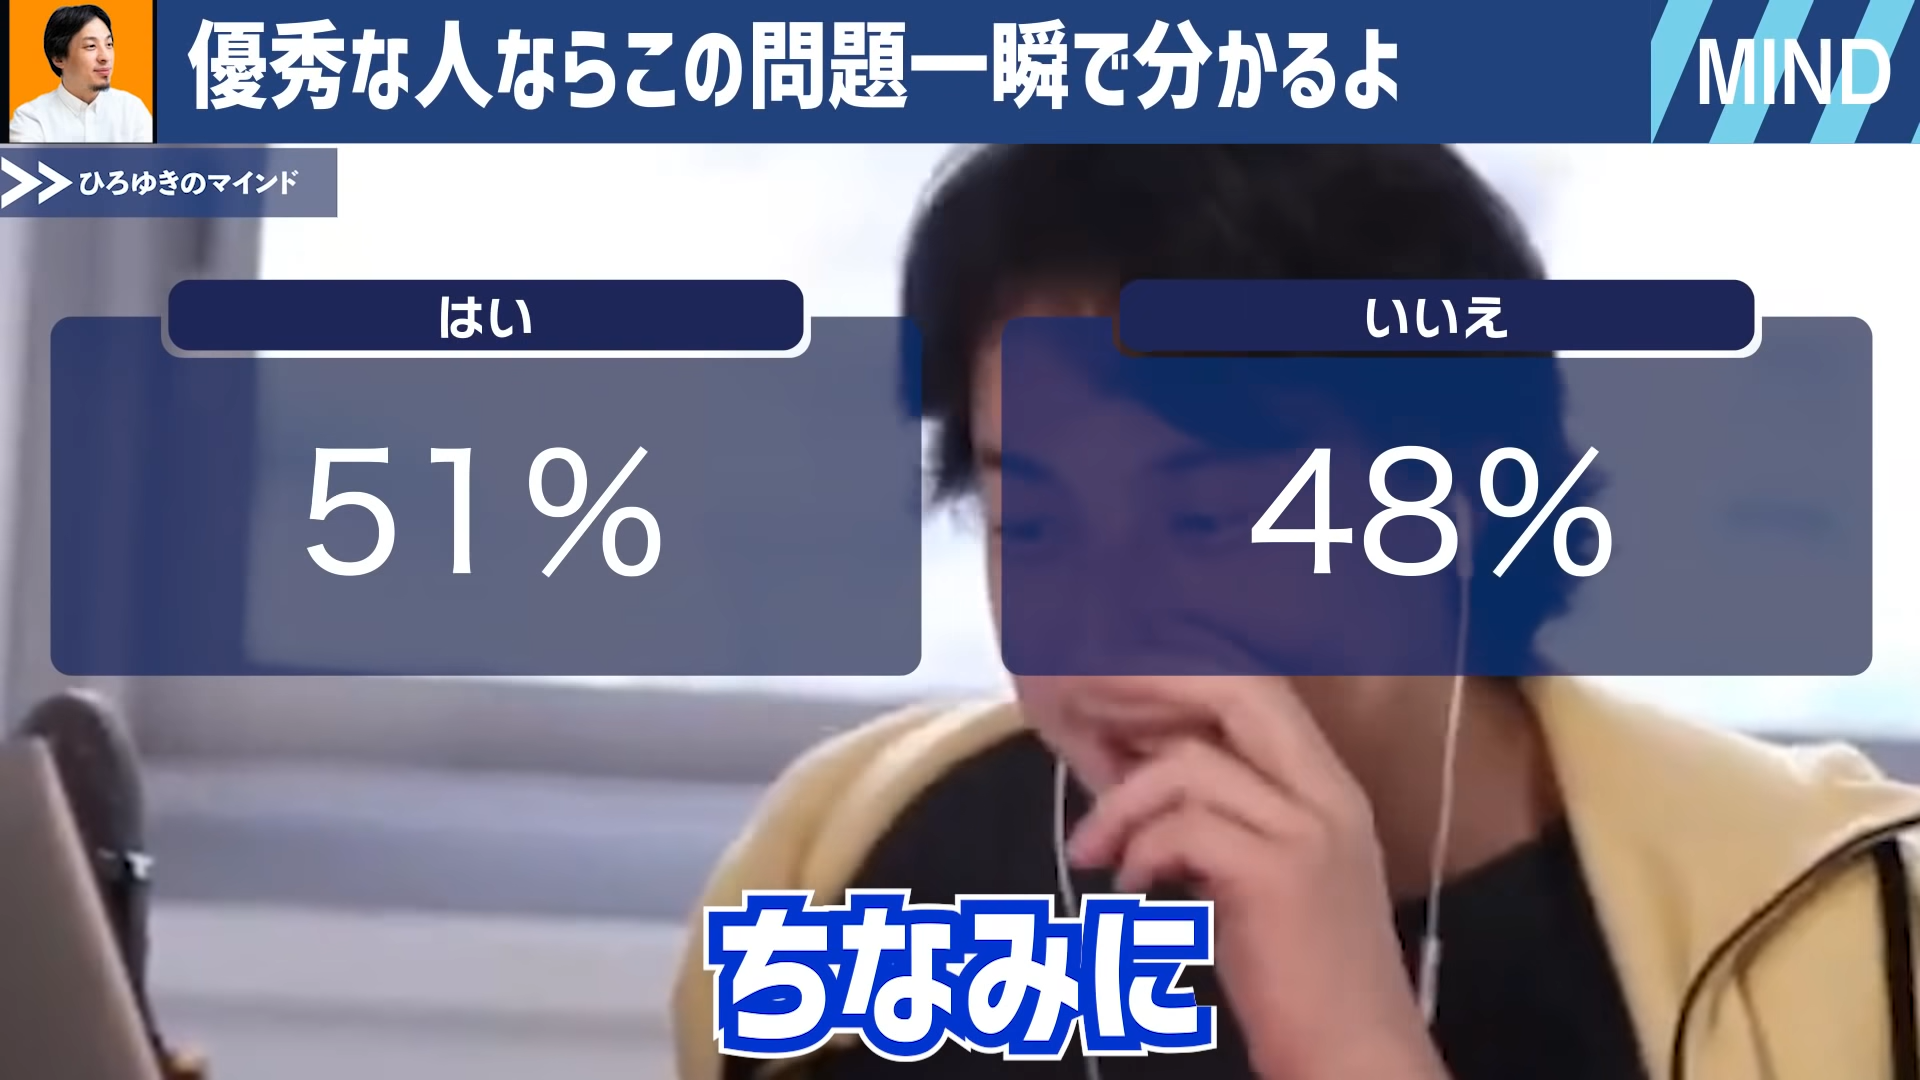 優秀な人ならこの問題一瞬で分かるよ
MIND
ひろゆきのマインド
はい
いいえ
51%
48%
ちなみに